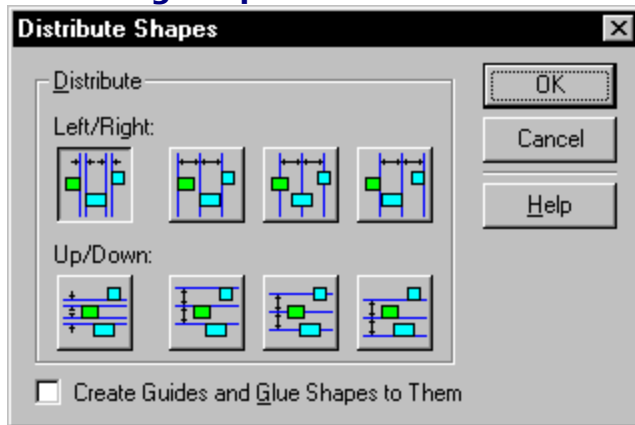 Distribute Shapes
Distribute
Left/Right:
Up/Down:
OK
Cancel
Help
Create Guides and Glue Shapes to Them